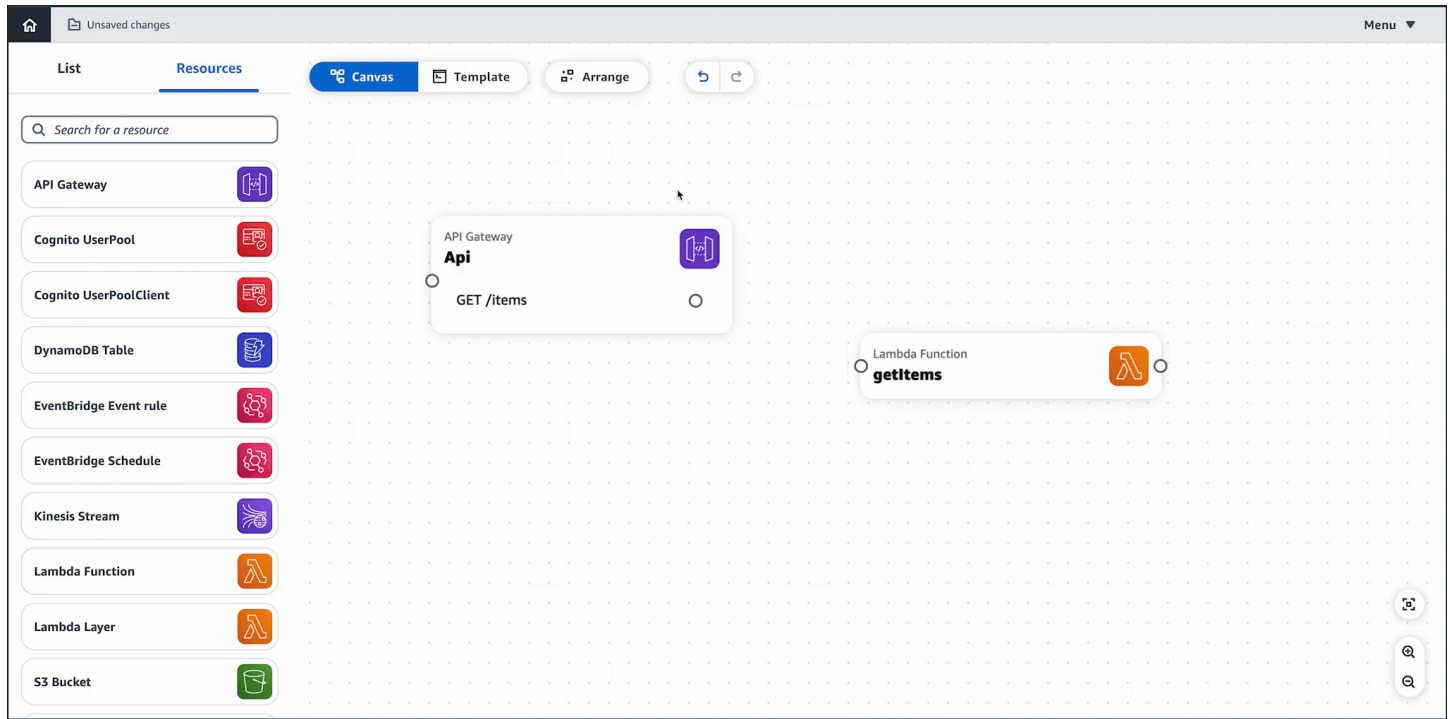 Unsaved changes
Menu
List
Resources
Canvas
Template
Arrange
Search for a resource
API Gateway
Cognito UserPool
Cognito UserPoolClient
DynamoDB Table
EventBridge Event rule
EventBridge Schedule
Kinesis Stream
Lambda Function
Lambda Layer
S3 Bucket
API Gateway
Api
GET /items
Lambda Function
getItems